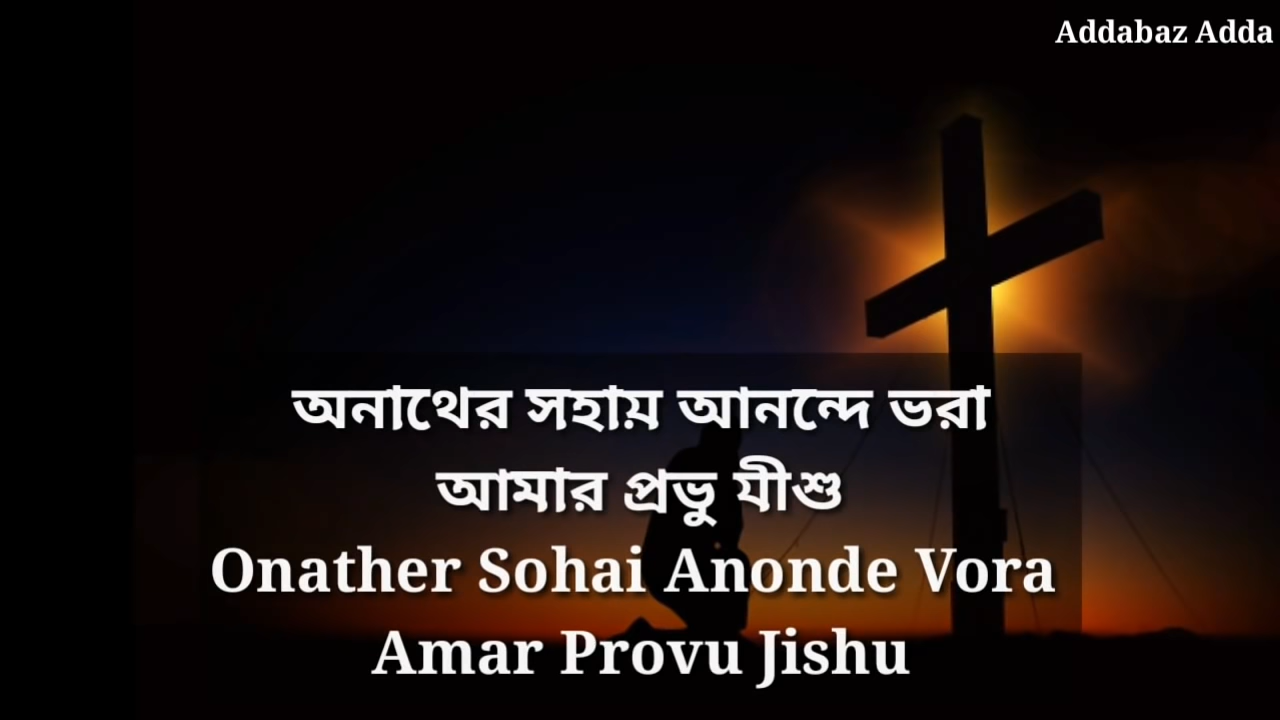 Addabaz Adda
অনাথের সহায় আনন্দে ভরা
আমার প্রভু যীশু
Onather Sohai Anonde Vora
Amar Provu Jishu